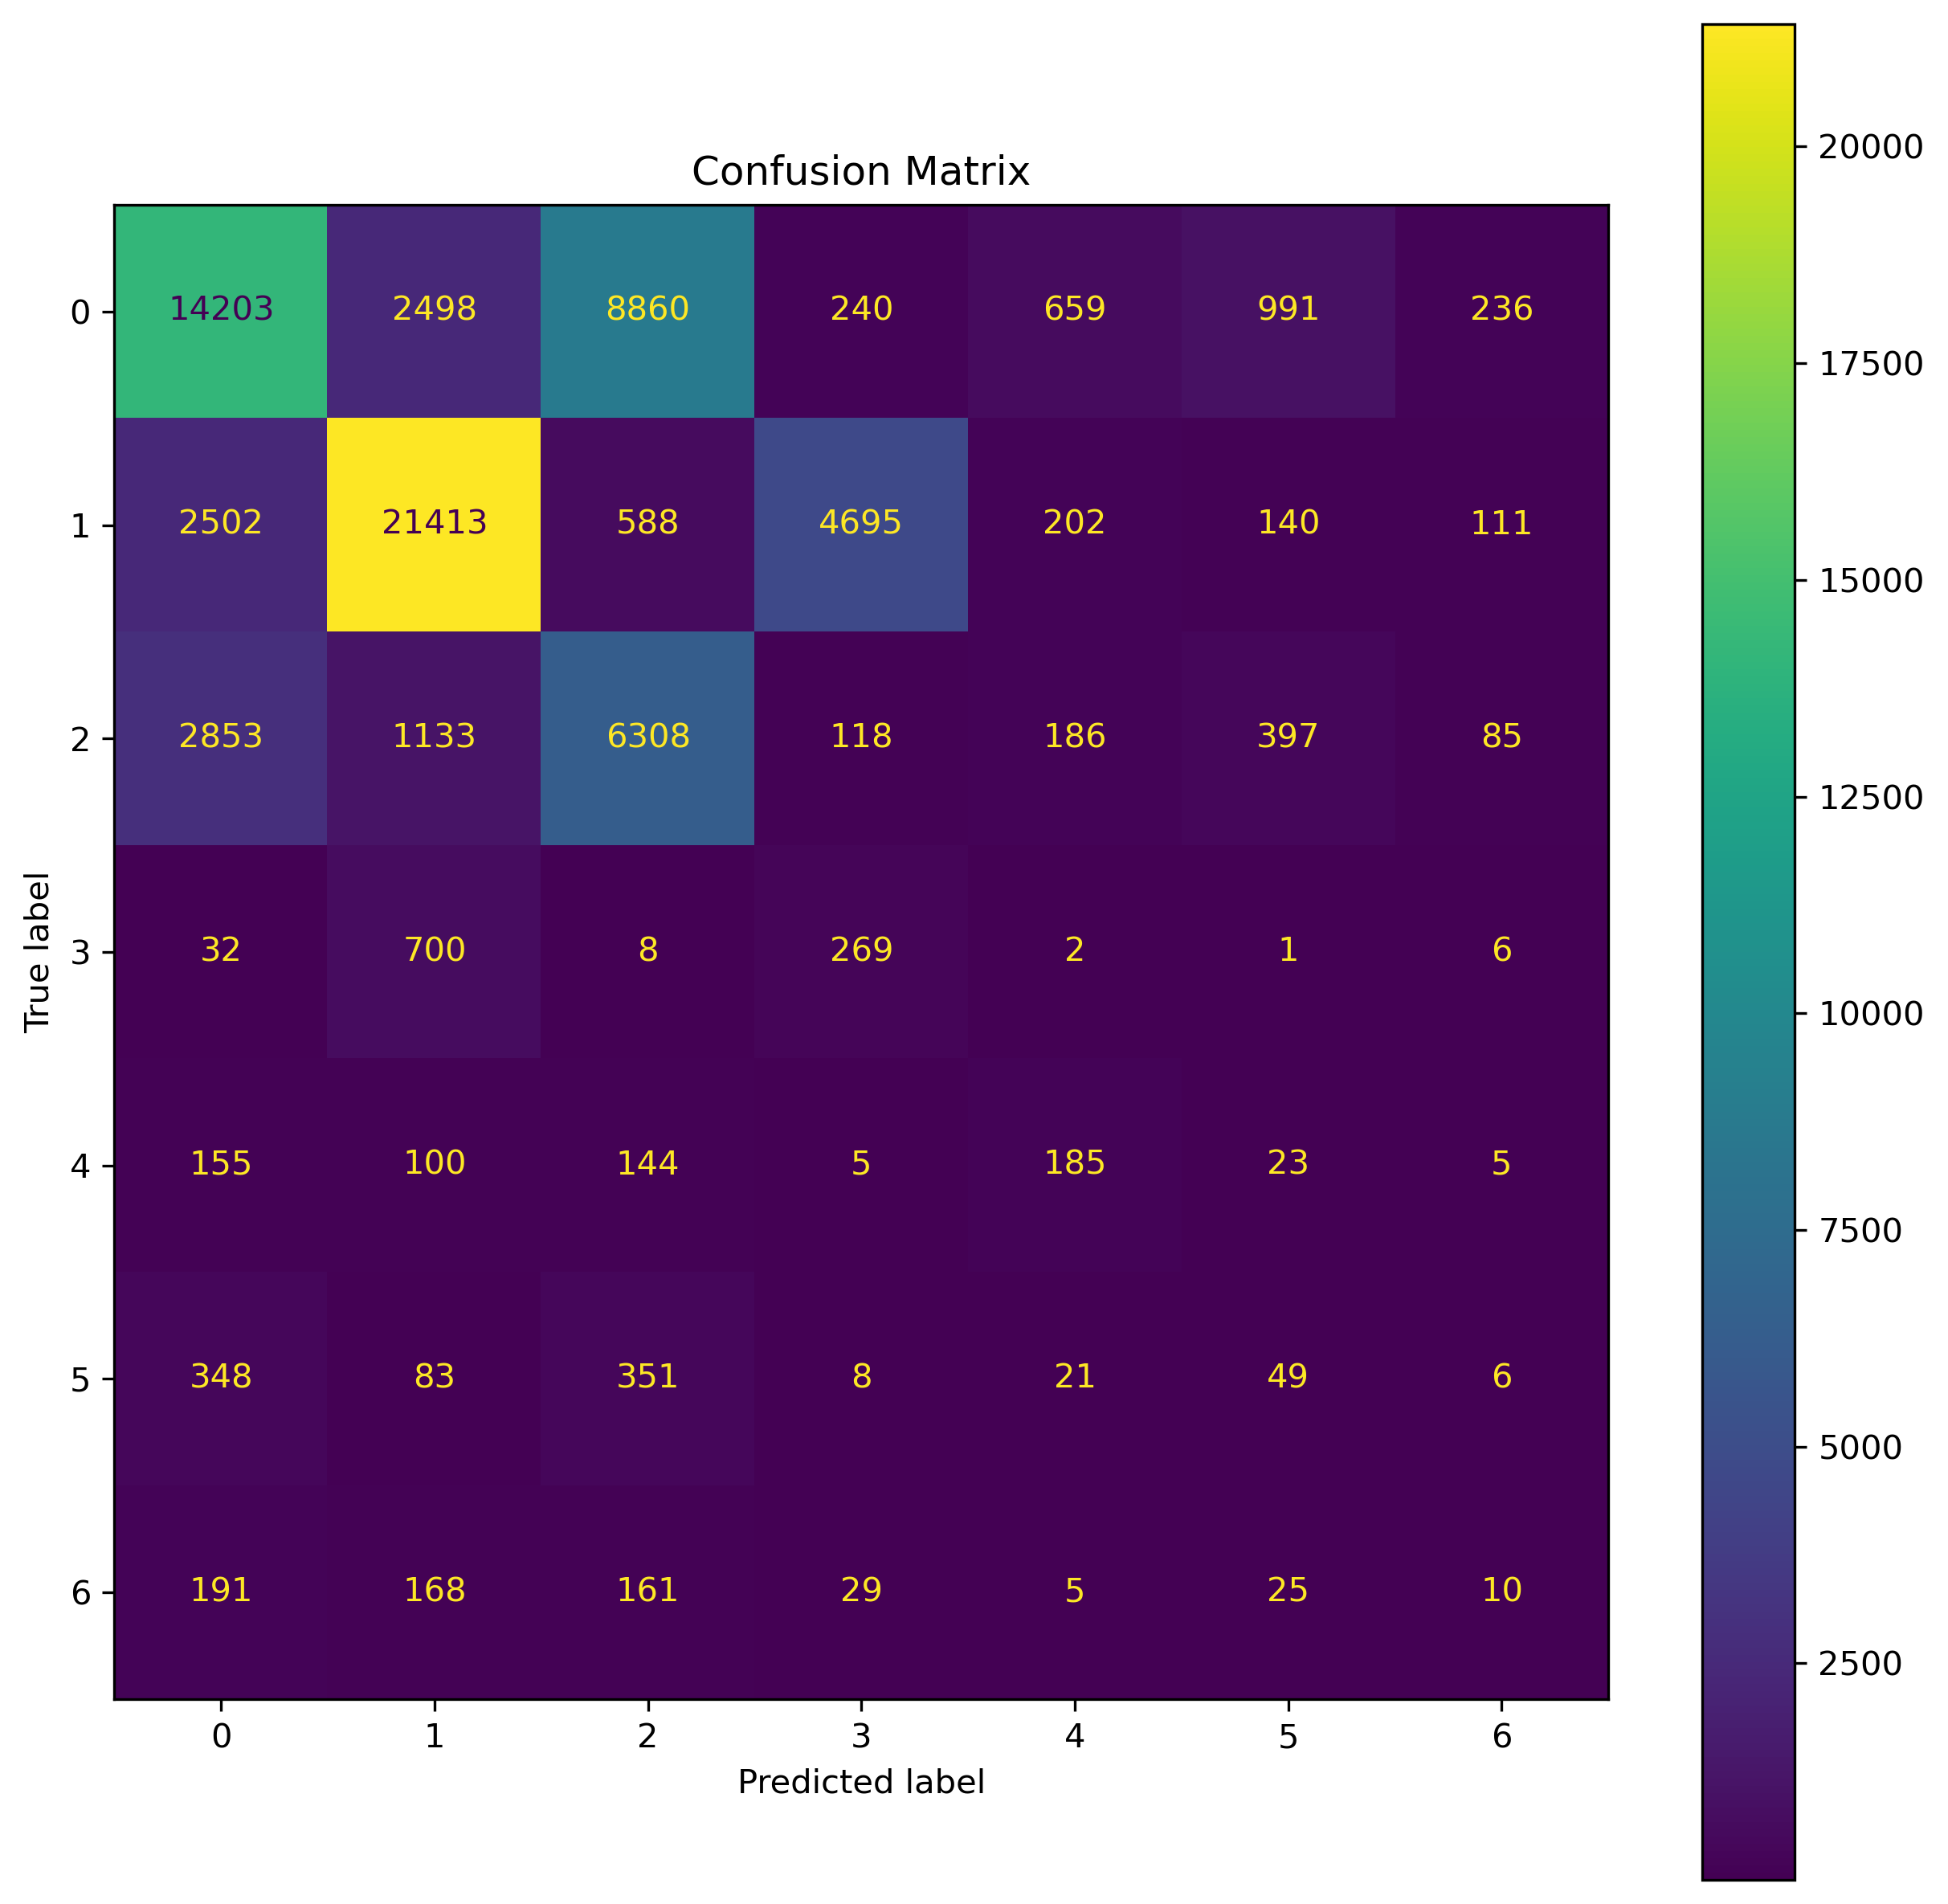 Confusion Matrix
14203 2498 8860 240 659 991 236
2502 21413 588 4695 202 140 111
2853 1133 6308 118 186 397 85
32 700 8 269 2 1 6
155 100 144 5 185 23 5
348 83 351 8 21 49 6
191 168 161 29 5 25 10
0
1
2
3
4
5
6
True label
0 1 2 3 4 5 6
Predicted label
20000
17500
15000
12500
10000
7500
5000
2500